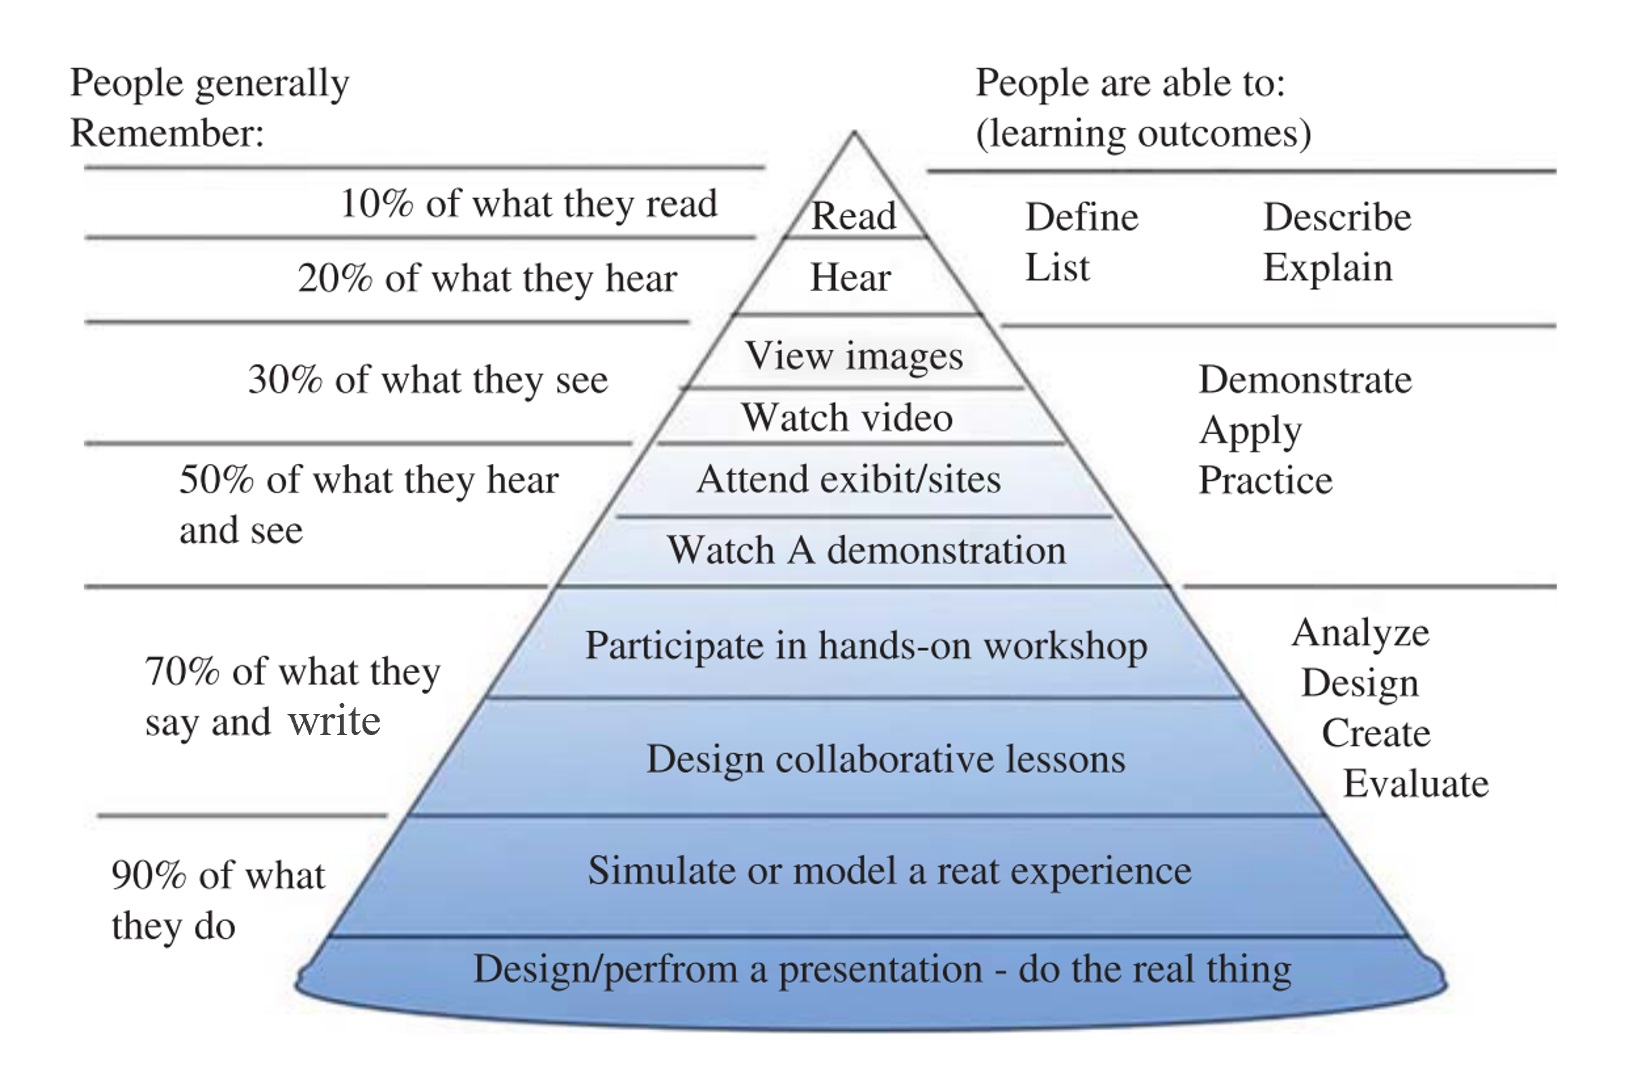 People generally
Remember:
People are able to:
(learning outcomes)
10% of what they read
Read
Define
Describe
20% of what they hear
Hear
List
Explain
30% of what they see
View images
Watch video
Demonstrate
Apply
Practice
50% of what they hear
and see
Attend exibit/sites
Watch A demonstration
70% of what they
say and write
Participate in hands-on workshop
Design collaborative lessons
Analyze
Design
Create
Evaluate
90% of what
they do
Simulate or model a reat experience
Design/perfrom a presentation - do the real thing